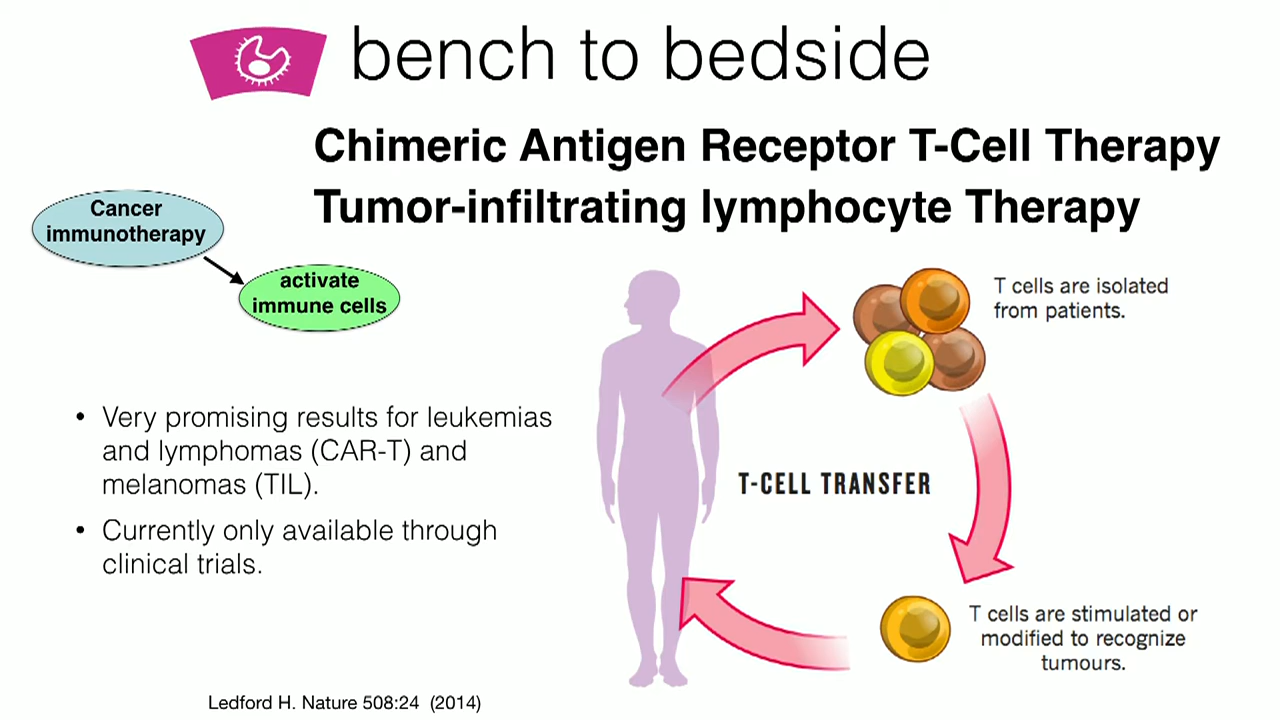 bench to bedside
Chimeric Antigen Receptor T-Cell Therapy
Tumor-infiltrating lymphocyte Therapy
Cancer
immunotherapy
activate
immune cells
• Very promising results for leukemias
and lymphomas (CAR-T) and
melanomas (TIL).
• Currently only available through
clinical trials.
T cells are isolated
from patients.
T-CELL TRANSFER
T cells are stimulated or
modified to recognize
tumours.
Ledford H. Nature 508:24 (2014)